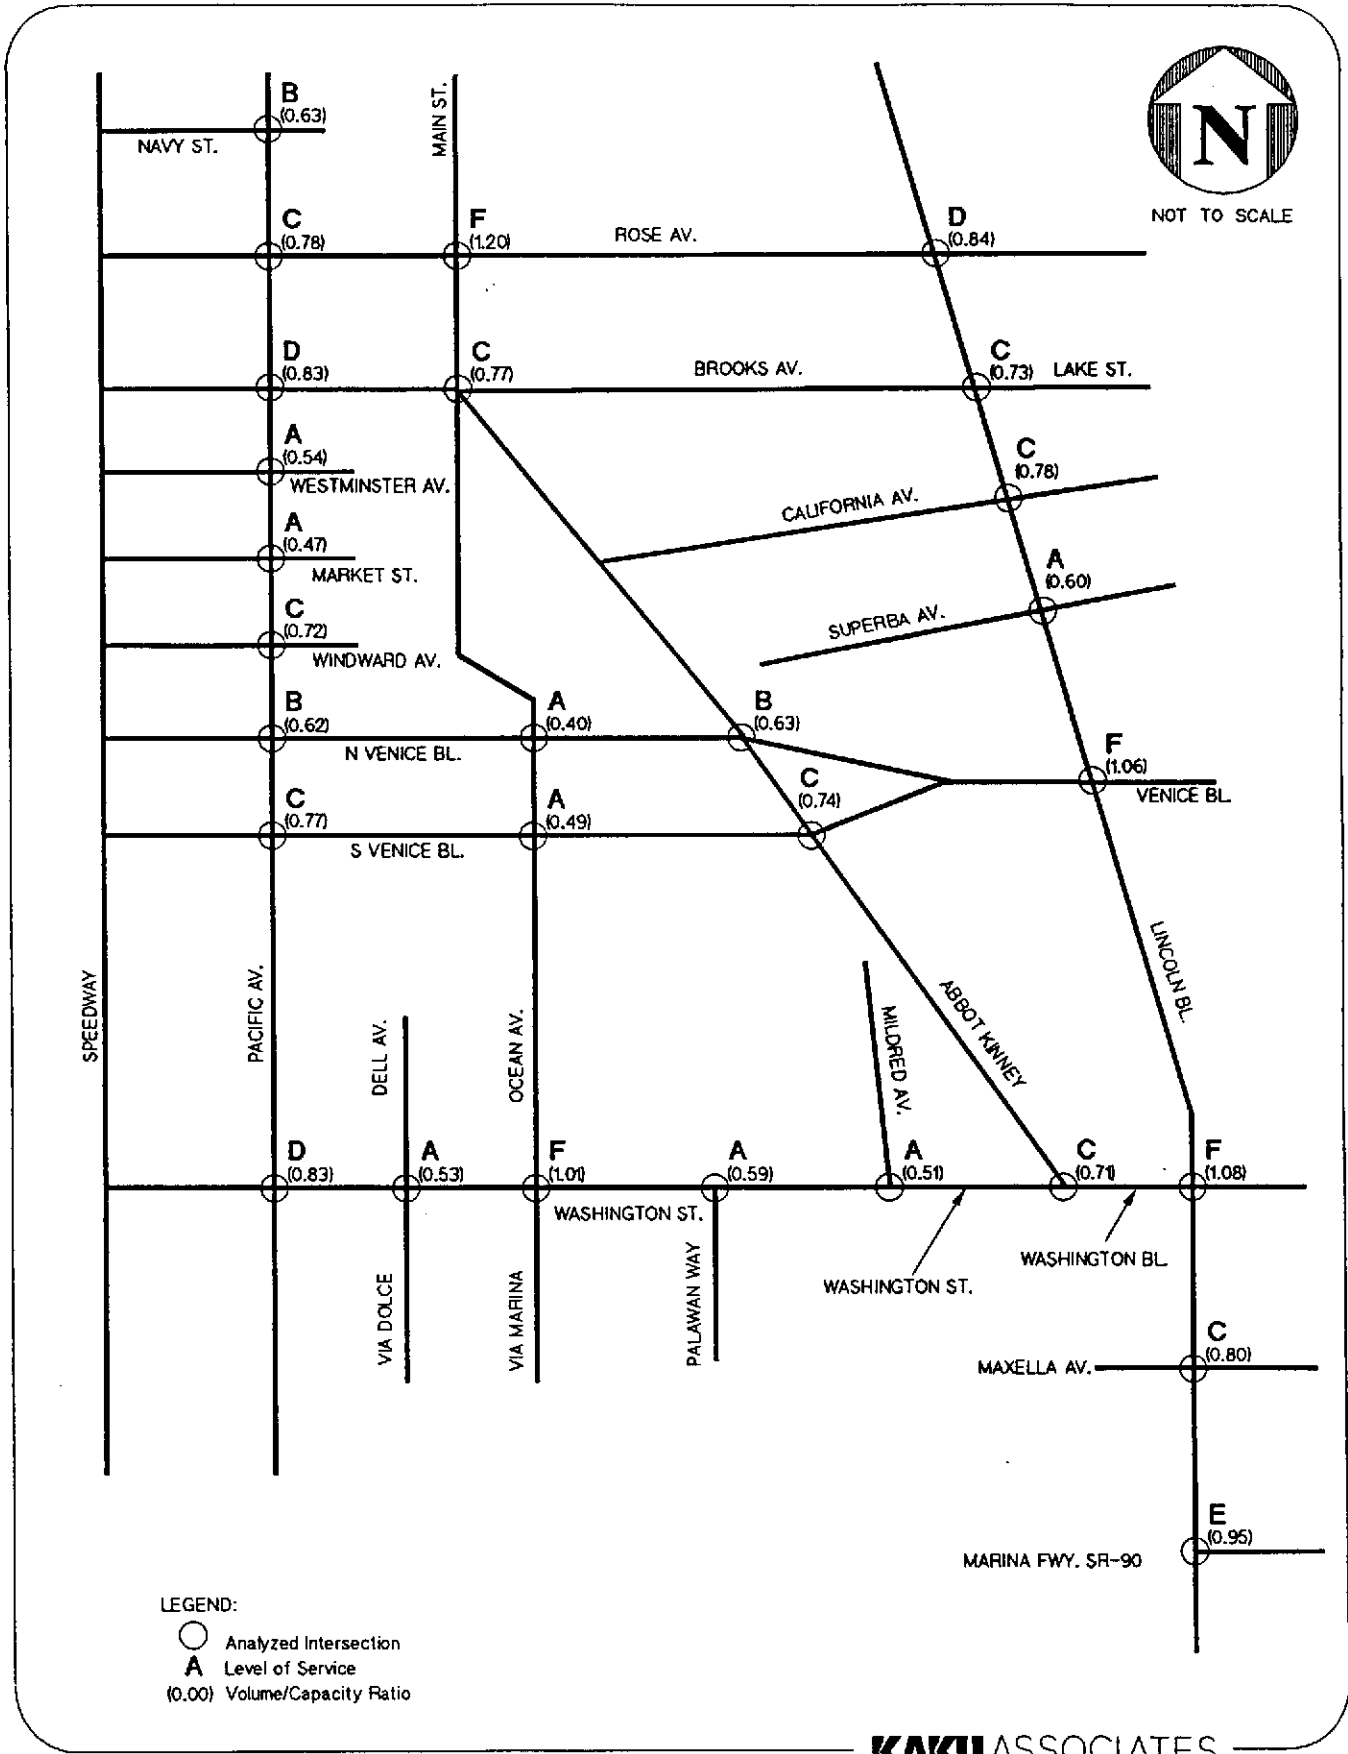 B
(0.63)
NAVY ST.
MAIN ST.
N
NOT TO SCALE
C
(0.78)
F
(1.20)
ROSE AV.
D
(0.84)
D
(0.83)
C
(0.77)
BROOKS AV.
C
(0.73)
LAKE ST.
A
(0.54)
WESTMINSTER AV.
C
(0.78)
CALIFORNIA AV.
A
(0.47)
MARKET ST.
A
(0.60)
SUPERBA AV.
C
(0.72)
WINDWARD AV.
B
(0.62)
N VENICE BL.
A
(0.40)
B
(0.63)
F
(1.06)
VENICE BL.
C
(0.77)
S VENICE BL.
A
(0.49)
C
(0.74)
SPEEDWAY
PACIFIC AV.
DELL AV.
OCEAN AV.
MILDRED AV.
ABBOT KINNEY
LINCOLN BL.
D
(0.83)
A
(0.53)
F
(1.01)
A
(0.59)
A
(0.51)
C
(0.71)
F
(1.08)
WASHINGTON ST.
WASHINGTON ST.
WASHINGTON BL.
VIA DOLCE
VIA MARINA
PALAWAN WAY
C
(0.80)
MAXELLA AV.
E
(0.95)
MARINA FWY. SR-90
LEGEND:
Analyzed Intersection
A Level of Service
(0.00) Volume/Capacity Ratio
KAKU ASSOCIATES